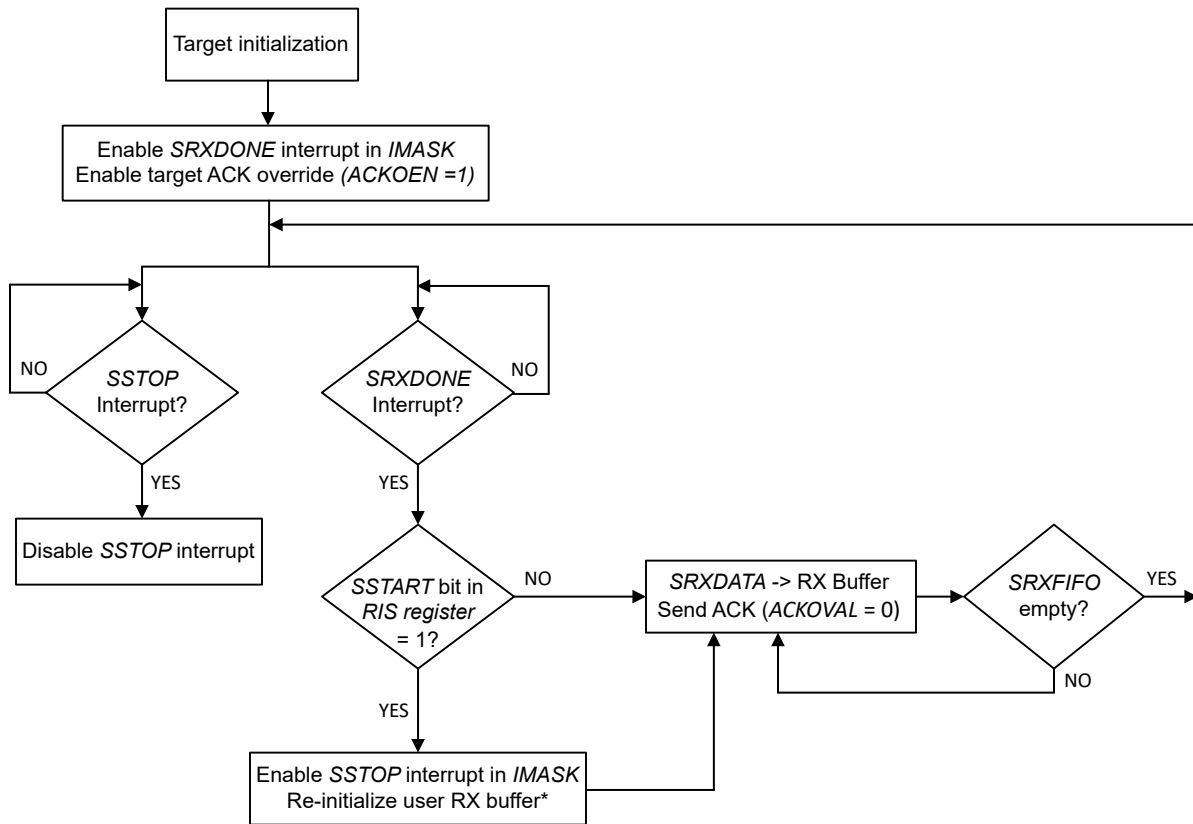 Target initialization
Enable SRXDONE interrupt in IMASK
Enable target ACK override (ACKOEN =1)
NO
SSTOP
Interrupt?
YES
Disable SSTOP interrupt
SRXDONE
Interrupt?
NO
YES
SSTART bit in
RIS register
= 1?
NO
YES
Enable SSTOP interrupt in IMASK
Re-initialize user RX buffer*
SRXDATA -> RX Buffer
Send ACK (ACKOVAL = 0)
SRXFIFO
empty?
YES
NO